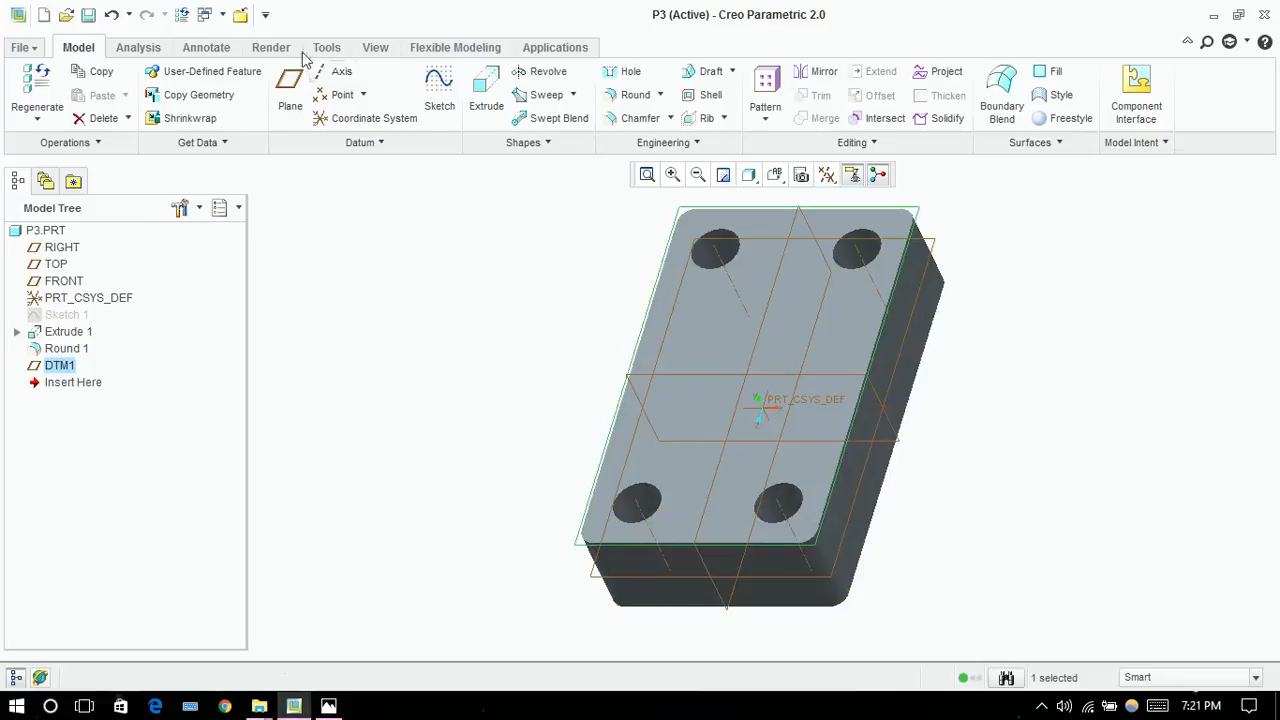 P3 (Active) - Creo Parametric 2.0
File
Model
Analysis
Annotate
Render
Tools
View
Flexible Modeling
Applications
Regenerate
Copy
Paste
Delete
Operations
User-Defined Feature
Copy Geometry
Shrinkwrap
Get Data
Plane
Axis
Point
Coordinate System
Datum
Sketch
Extrude
Revolve
Sweep
Swept Blend
Shapes
Hole
Round
Chamfer
Draft
Shell
Rib
Engineering
Pattern
Mirror
Trim
Merge
Extend
Offset
Intersect
Project
Thicken
Solidify
Editing
Boundary
Blend
Fill
Style
Freestyle
Surfaces
Component
Interface
Model Intent
Model Tree
P3.PRT
RIGHT
TOP
FRONT
PRT_CSYS_DEF
Sketch 1
Extrude 1
Round 1
DTM1
Insert Here
PRT_CSYS_DEF
1 selected
Smart
7:21 PM